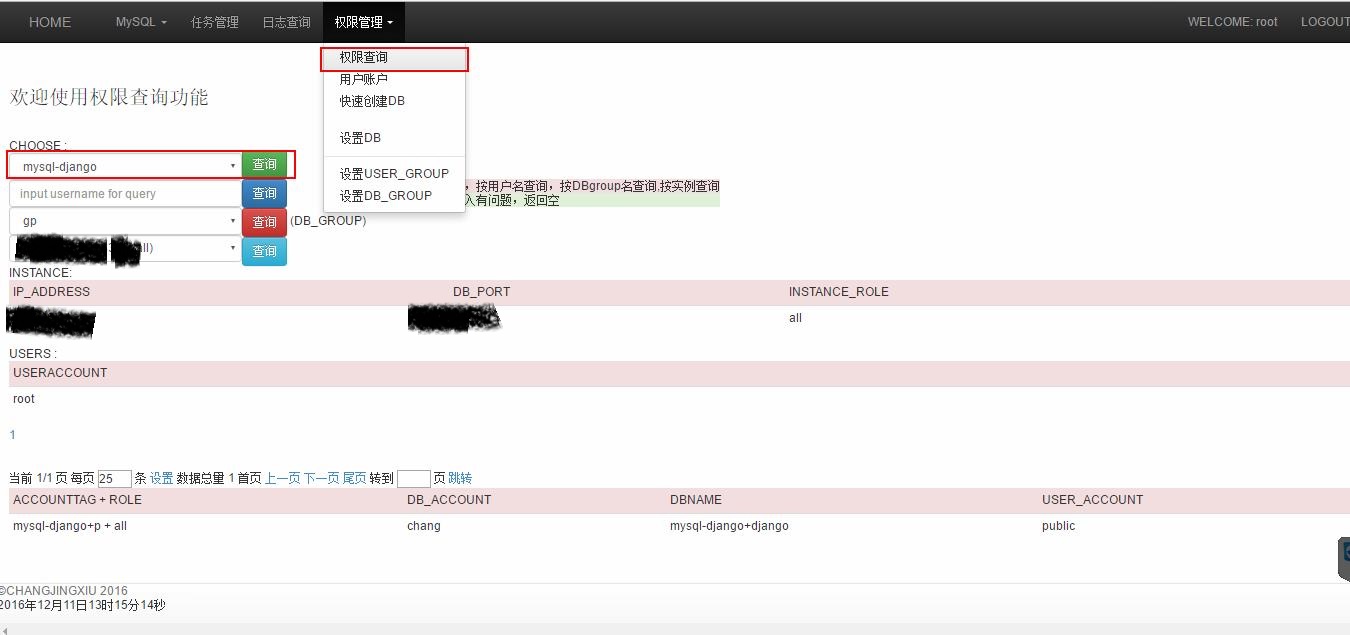 HOME MySQL 任务管理 日志查询 权限管理 WELCOME: root LOGOUT
权限查询
用户账户
快速创建DB
设置DB
设置USER_GROUP
设置DB_GROUP
欢迎使用权限查询功能
CHOOSE :
mysql-django 查询
input username for query 查询 ，按用户名查询，按DBgroup名查询,按实例查询
入有问题，返回空
gp 查询 (DB_GROUP)
all) 查询
INSTANCE:
IP_ADDRESS DB_PORT INSTANCE_ROLE
all
USERS :
USERACCOUNT
root
1
当前 1/1 页 每页 25 条 设置 数据总量 1 首页 上一页 下一页 尾页 转到 页 跳转
ACCOUNTTAG + ROLE DB_ACCOUNT DBNAME USER_ACCOUNT
mysql-django+p + all chang mysql-django+django public
©CHANGJINGXIU 2016
2016年12月11日13时15分14秒